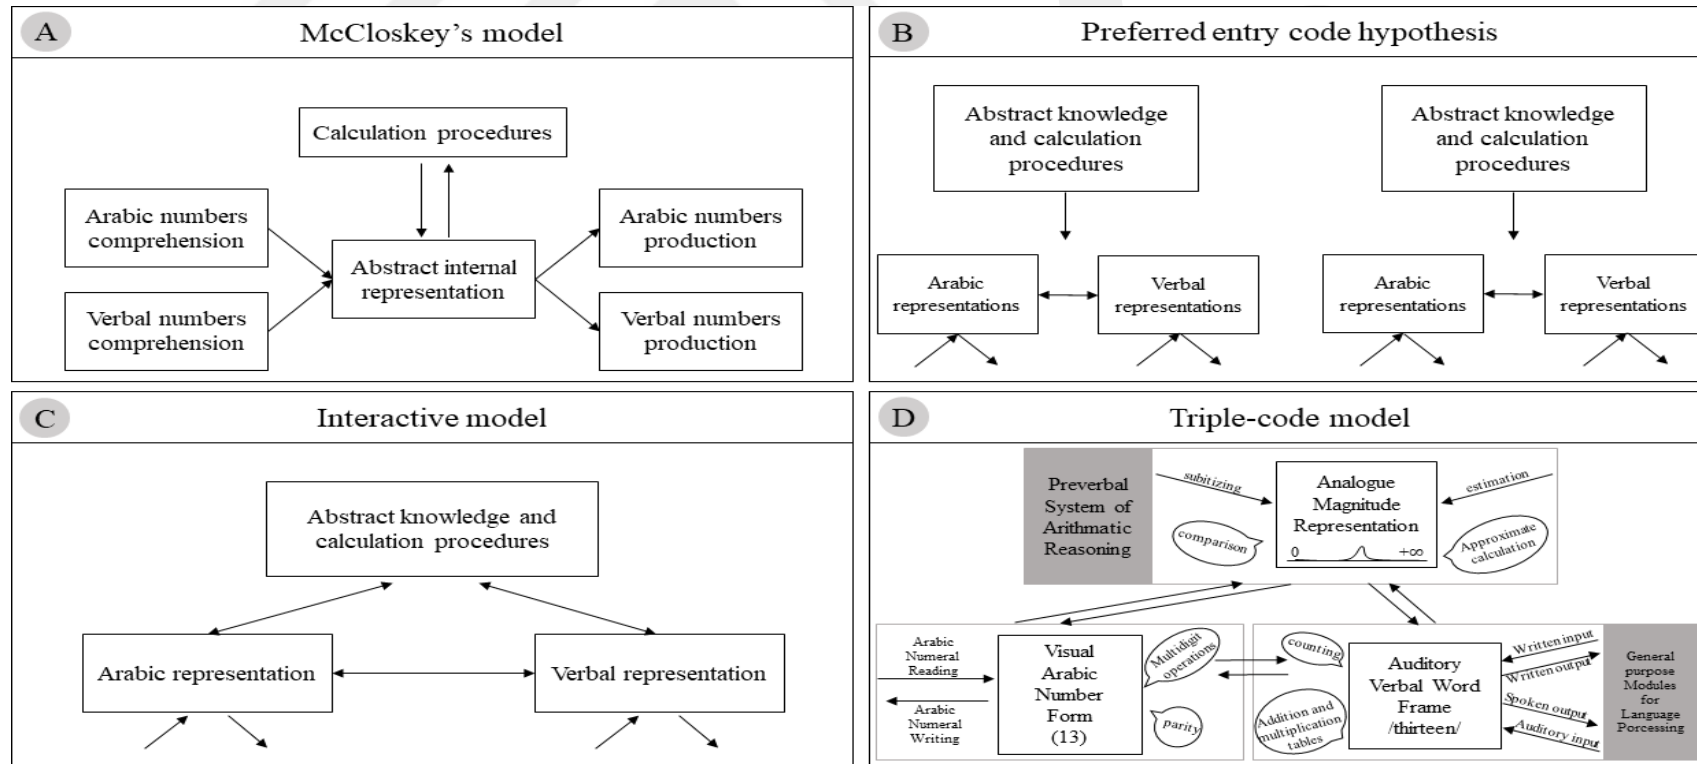 A
McCloskey's model
Calculation procedures
Arabic numbers
comprehension
Verbal numbers
comprehension
Abstract internal
representation
Arabic numbers
production
Verbal numbers
production
B
Preferred entry code hypothesis
Abstract knowledge
and calculation
procedures
Arabic
representations
Verbal
representations
Abstract knowledge
and calculation
procedures
Arabic
representations
Verbal
representations
C
Interactive model
Abstract knowledge and
calculation procedures
Arabic representation
Verbal representation
D
Triple-code model
Preverbal
System of
Arithmatic
Reasoning
subitizing
comparison
Analogue
Magnitude
Representation
0 +∞
estimation
Approximate
calculation
Arabic
Numeral
Reading
Arabic
Numeral
Writing
Visual
Arabic
Number
Form
(13)
Multidigit
operations
parity
counting
Addition and
multiplication
tables
Auditory
Verbal Word
Frame
/thirteen/
Written input
Written output
Spoken output
Auditory input
General
purpose
Modules
for
Language
Porcessing